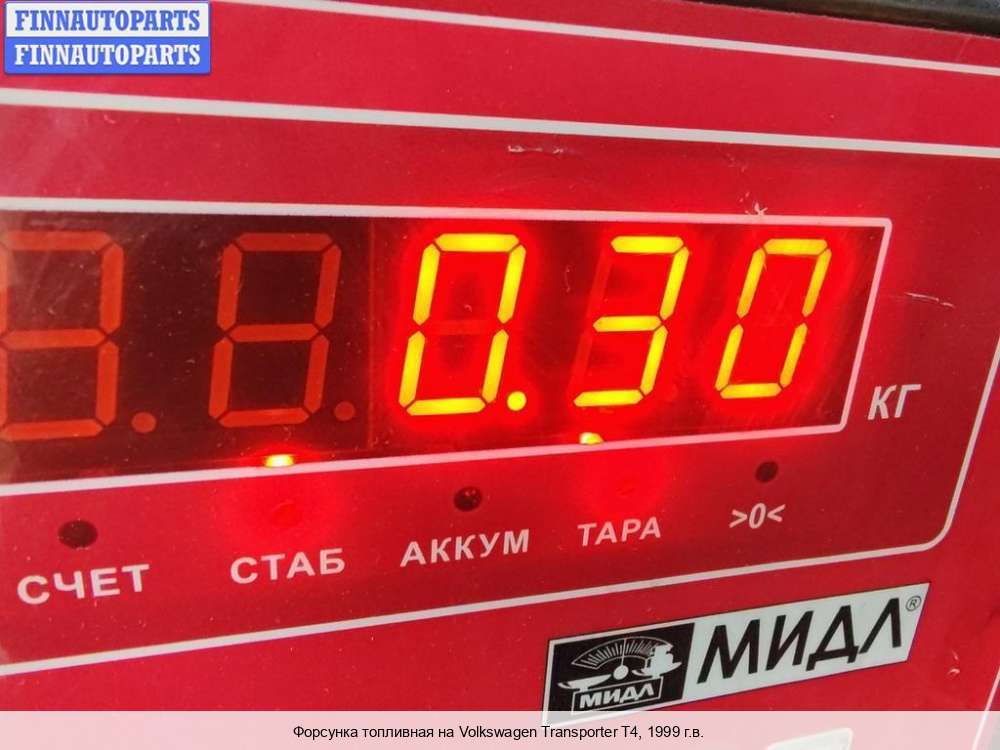 FINNAUTOPARTS
FINNAUTOPARTS
0.30
КГ
СЧЕТ СТАБ АККУМ ТАРА >0<
МИДЛ МИДЛ®
Форсунка топливная на Volkswagen Transporter T4, 1999 г.в.